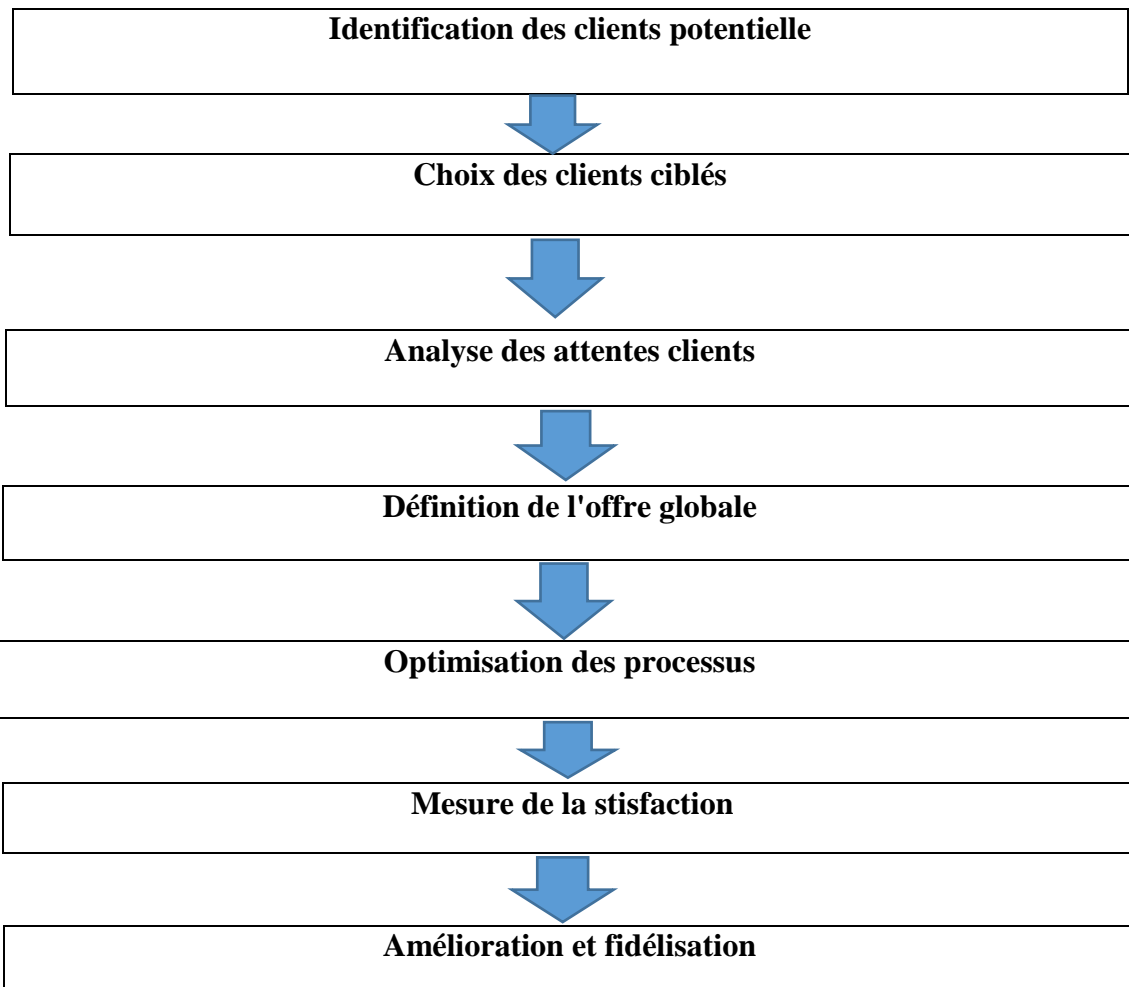 Identification des clients potentielle
Choix des clients ciblés
Analyse des attentes clients
Définition de l'offre globale
Optimisation des processus
Mesure de la stisfaction
Amélioration et fidélisation